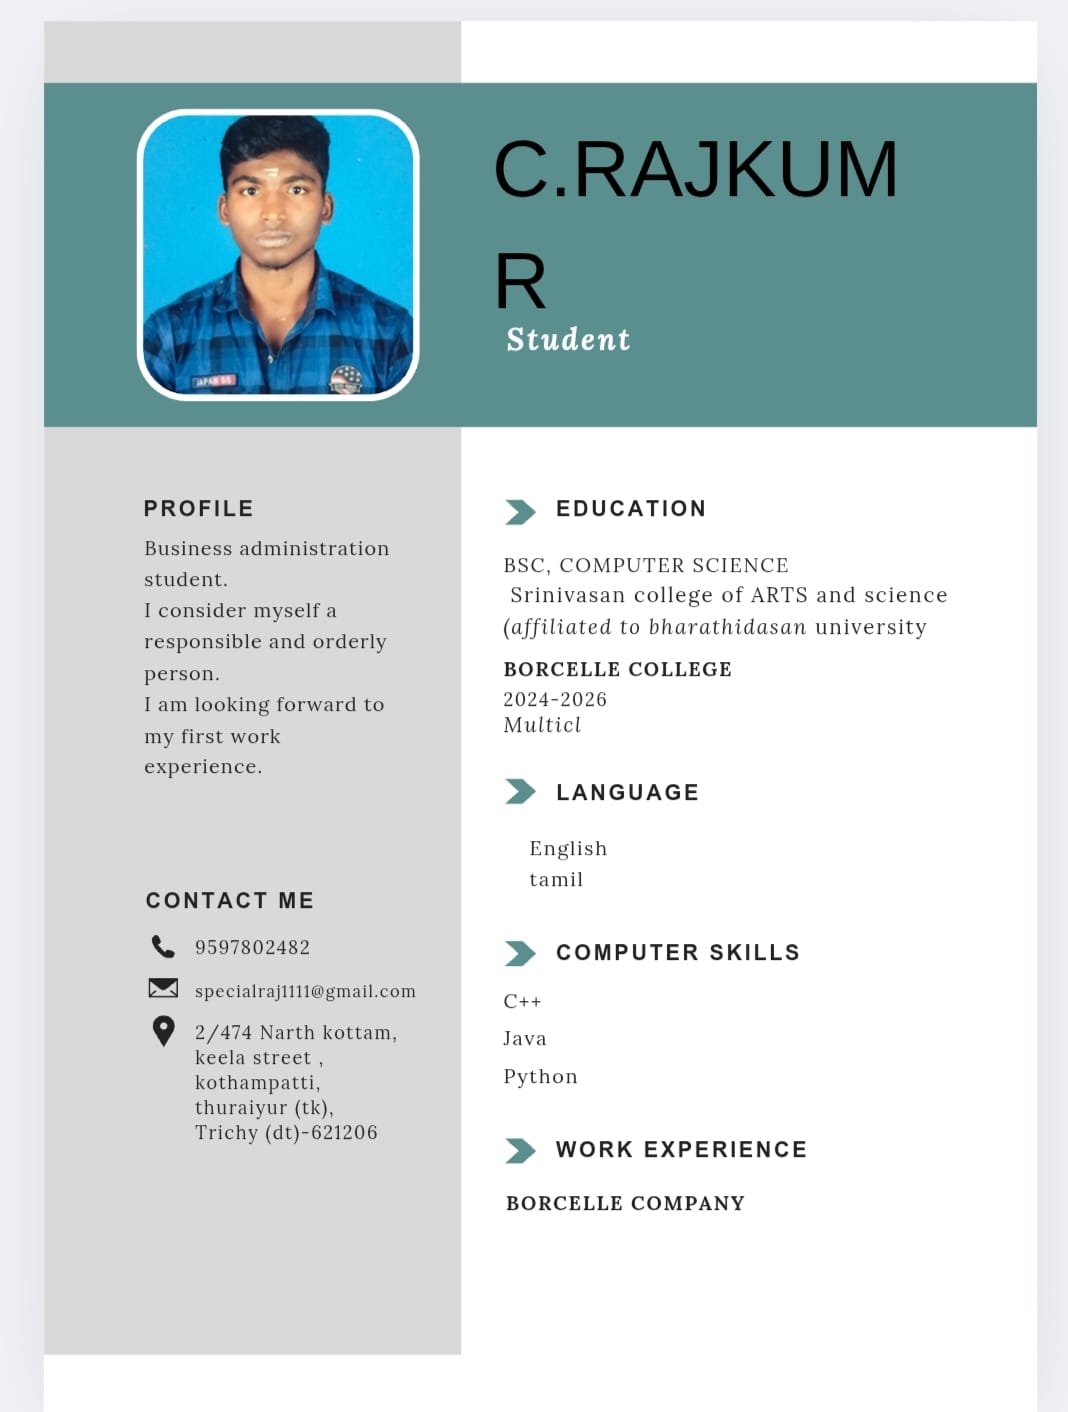 C.RAJKUM
R
Student
JAPAN
PROFILE
Business administration
student.
I consider myself a
responsible and orderly
person.
I am looking forward to
my first work
experience.
CONTACT ME
9597802482
specialraj1111@gmail.com
2/474 Narth kottam,
keela street ,
kothampatti,
thuraiyur (tk),
Trichy (dt)-621206
EDUCATION
BSC, COMPUTER SCIENCE
Srinivasan college of ARTS and science
(affiliated to bharathidasan university
BORCELLE COLLEGE
2024-2026
Multicl
LANGUAGE
English
tamil
COMPUTER SKILLS
C++
Java
Python
WORK EXPERIENCE
BORCELLE COMPANY